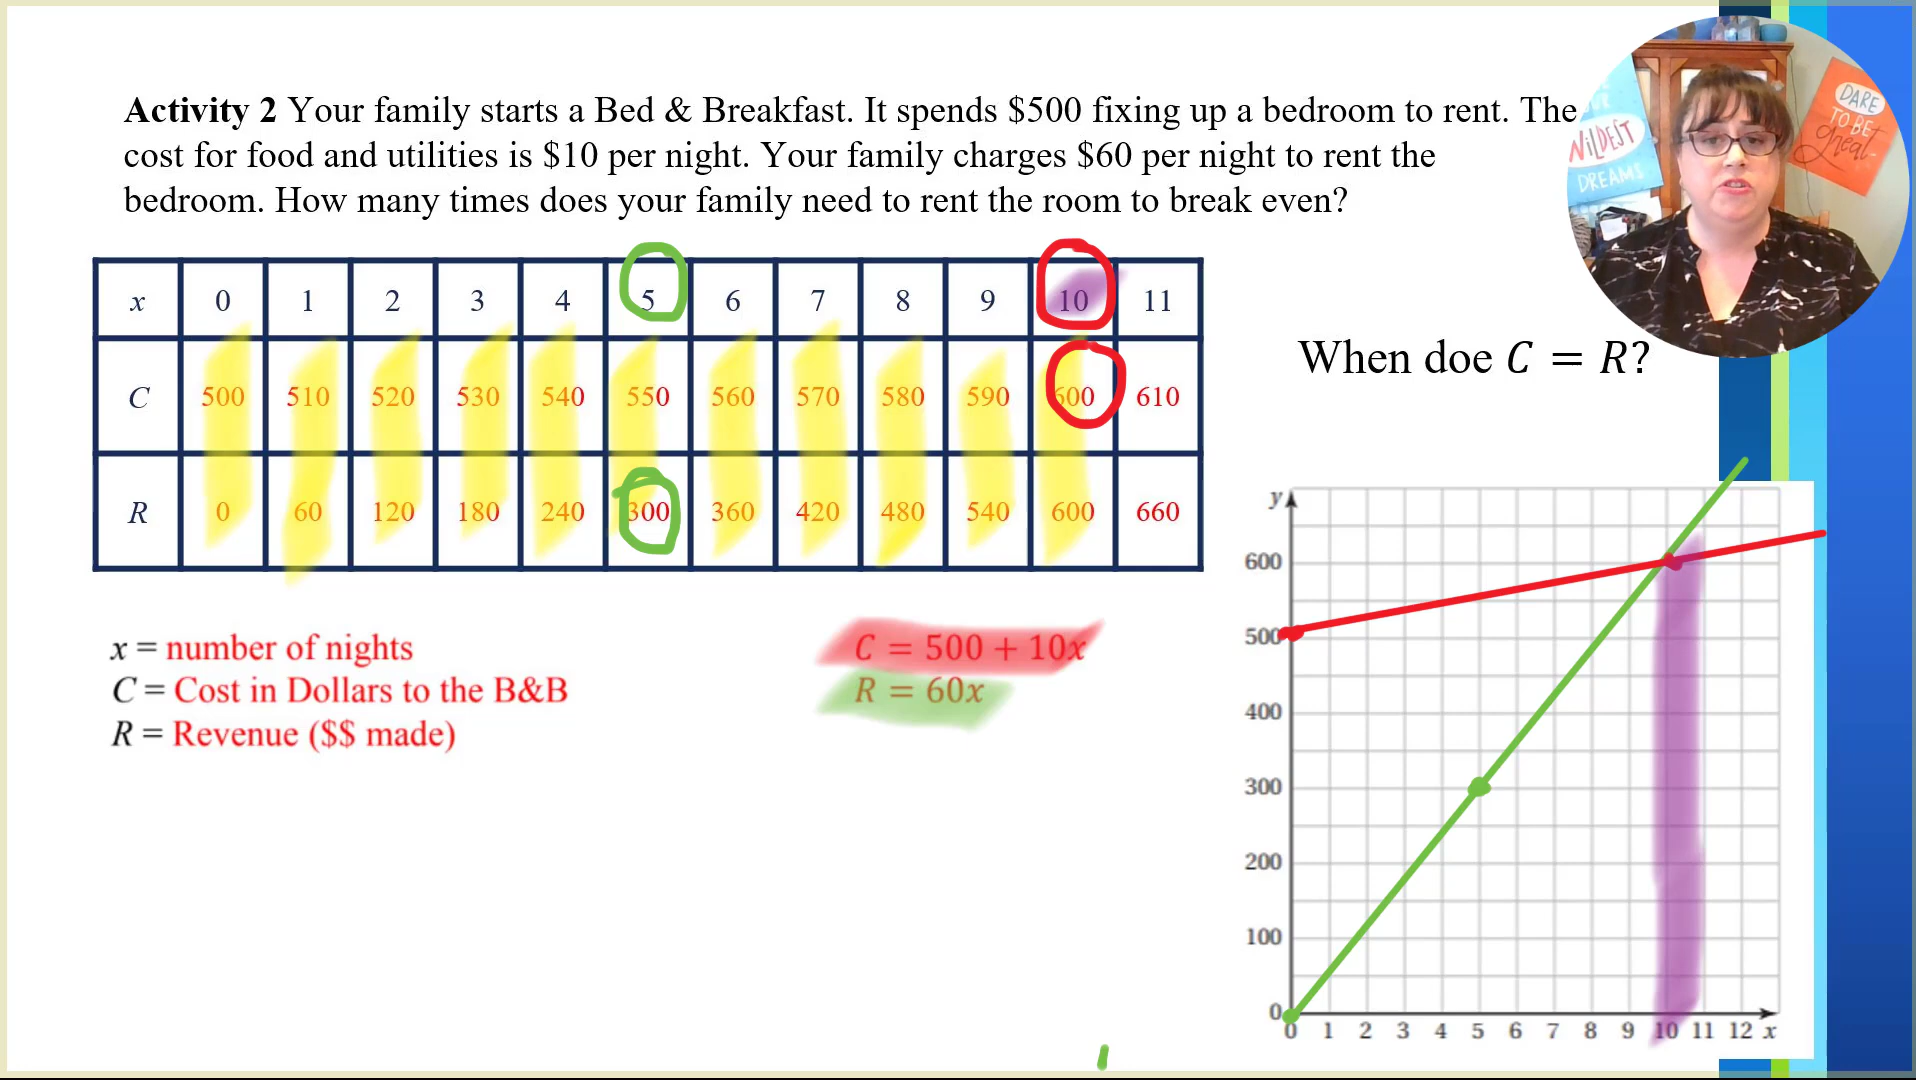 Activity 2 Your family starts a Bed & Breakfast. It spends $500 fixing up a bedroom to rent. The
cost for food and utilities is $10 per night. Your family charges $60 per night to rent the
bedroom. How many times does your family need to rent the room to break even?
WILDEST
DREAMS
DARE
TO BE
great
x 0 1 2 3 4 5 6 7 8 9 10 11
C 500 510 520 530 540 550 560 570 580 590 600 610
R 0 60 120 180 240 300 360 420 480 540 600 660
When doe C = R?
x = number of nights
C = Cost in Dollars to the B&B
R = Revenue ($$ made)
C = 500 + 10x
R = 60x
y
600
500
400
300
200
100
0
0 1 2 3 4 5 6 7 8 9 10 11 12 x